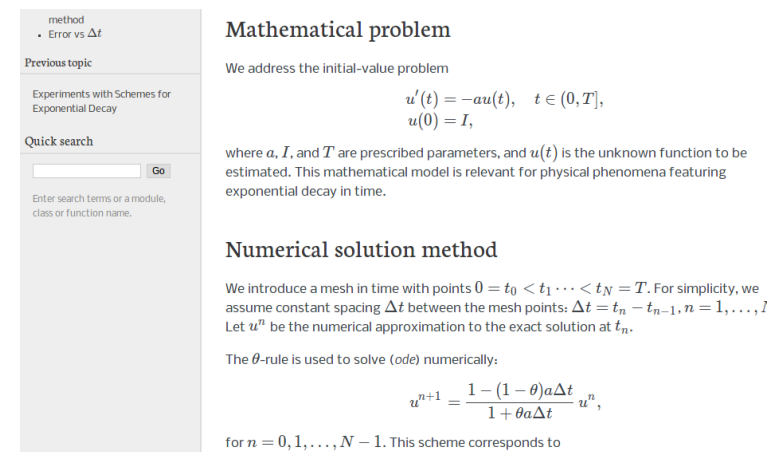 method
• Error vs Δt
Previous topic
Experiments with Schemes for
Exponential Decay
Quick search
Go
Enter search terms or a module,
class or function name.
Mathematical problem
We address the initial-value problem
u′(t) = −au(t), t ∈ (0, T],
u(0) = I,
where a, I, and T are prescribed parameters, and u(t) is the unknown function to be
estimated. This mathematical model is relevant for physical phenomena featuring
exponential decay in time.
Numerical solution method
We introduce a mesh in time with points 0 = t₀ < t₁ ⋯ < t_N = T. For simplicity, we
assume constant spacing Δt between the mesh points: Δt = tₙ − tₙ₋₁, n = 1, . . . , N
Let uⁿ be the numerical approximation to the exact solution at tₙ.
The θ-rule is used to solve (ode) numerically:
uⁿ⁺¹ = \frac{1 − (1 − θ)aΔt}{1 + θaΔt} uⁿ,
for n = 0, 1, . . . , N − 1. This scheme corresponds to